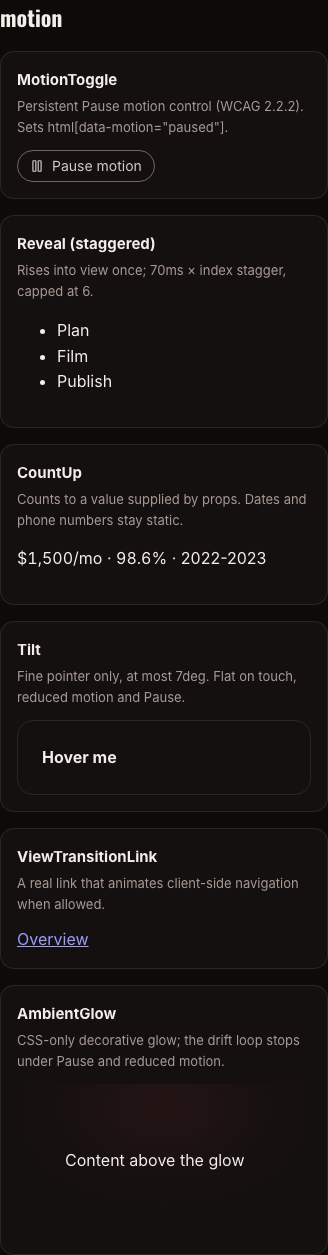 motion
MotionToggle
Persistent Pause motion control (WCAG 2.2.2).
Sets html[data-motion="paused"].
Pause motion
Reveal (staggered)
Rises into view once; 70ms × index stagger,
capped at 6.
• Plan
• Film
• Publish
CountUp
Counts to a value supplied by props. Dates and
phone numbers stay static.
$1,500/mo · 98.6% · 2022-2023
Tilt
Fine pointer only, at most 7deg. Flat on touch,
reduced motion and Pause.
Hover me
ViewTransitionLink
A real link that animates client-side navigation
when allowed.
Overview
AmbientGlow
CSS-only decorative glow; the drift loop stops
under Pause and reduced motion.
Content above the glow